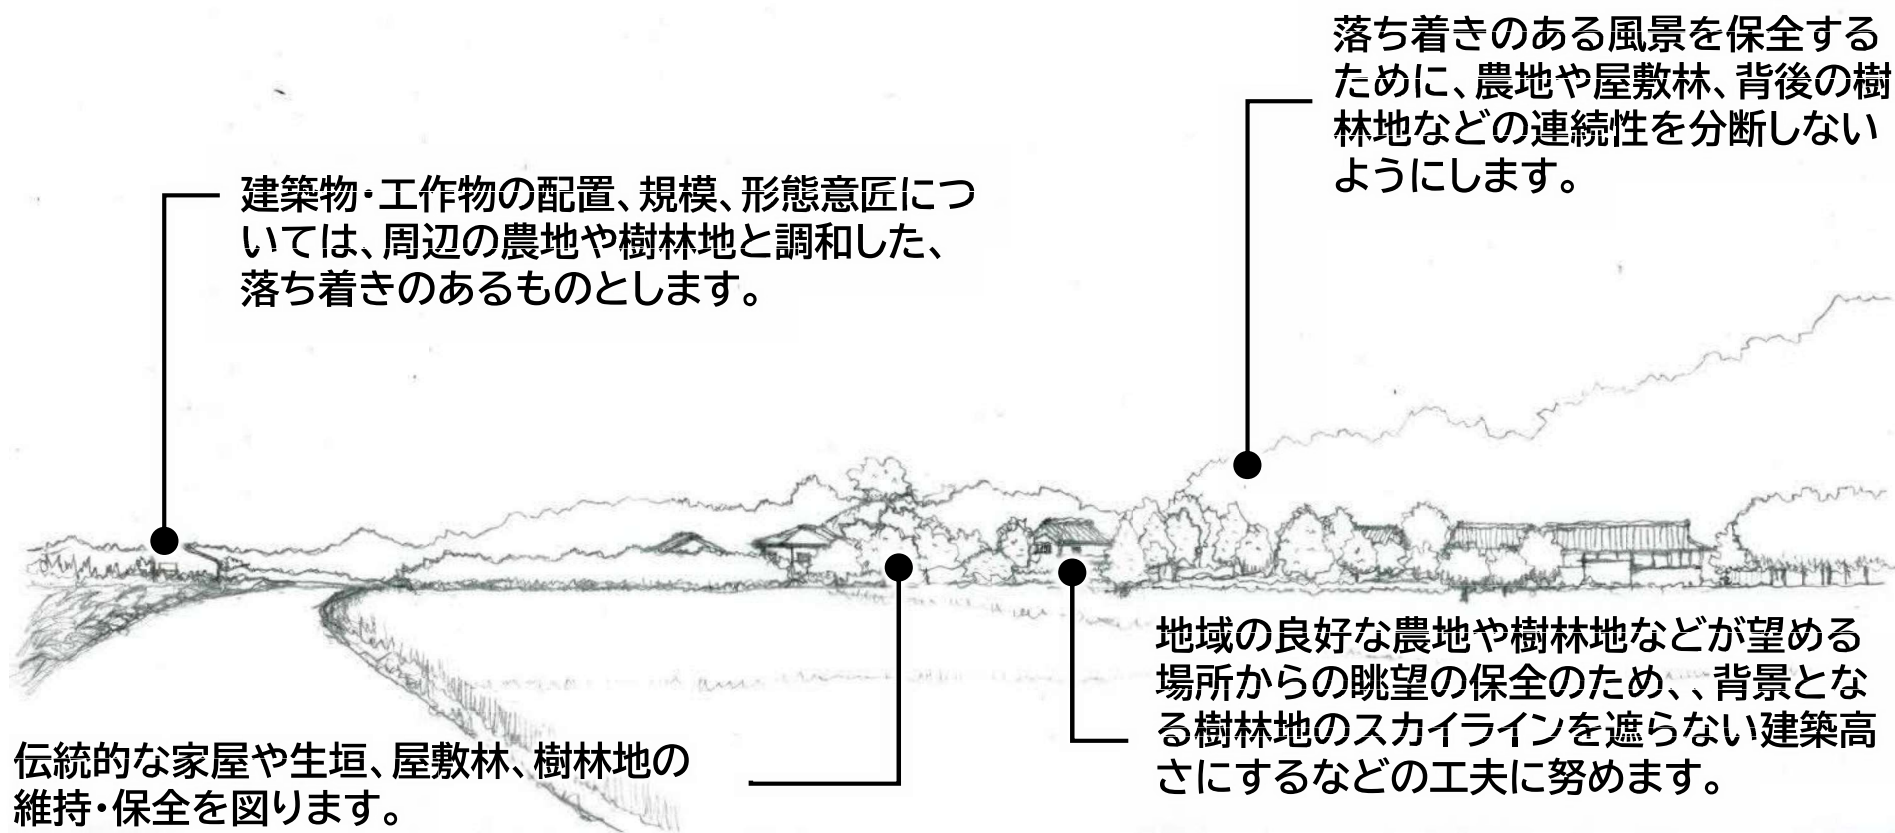 落ち着きのある風景を保全する
ために、農地や屋敷林、背後の樹
林地などの連続性を分断しない
ようにします。
建築物・工作物の配置、規模、形態意匠につ
いては、周辺の農地や樹林地と調和した、
落ち着きのあるものとします。
地域の良好な農地や樹林地などが望める
場所からの眺望の保全のため、、背景とな
る樹林地のスカイラインを遮らない建築高
さにするなどの工夫に努めます。
伝統的な家屋や生垣、屋敷林、樹林地の
維持・保全を図ります。